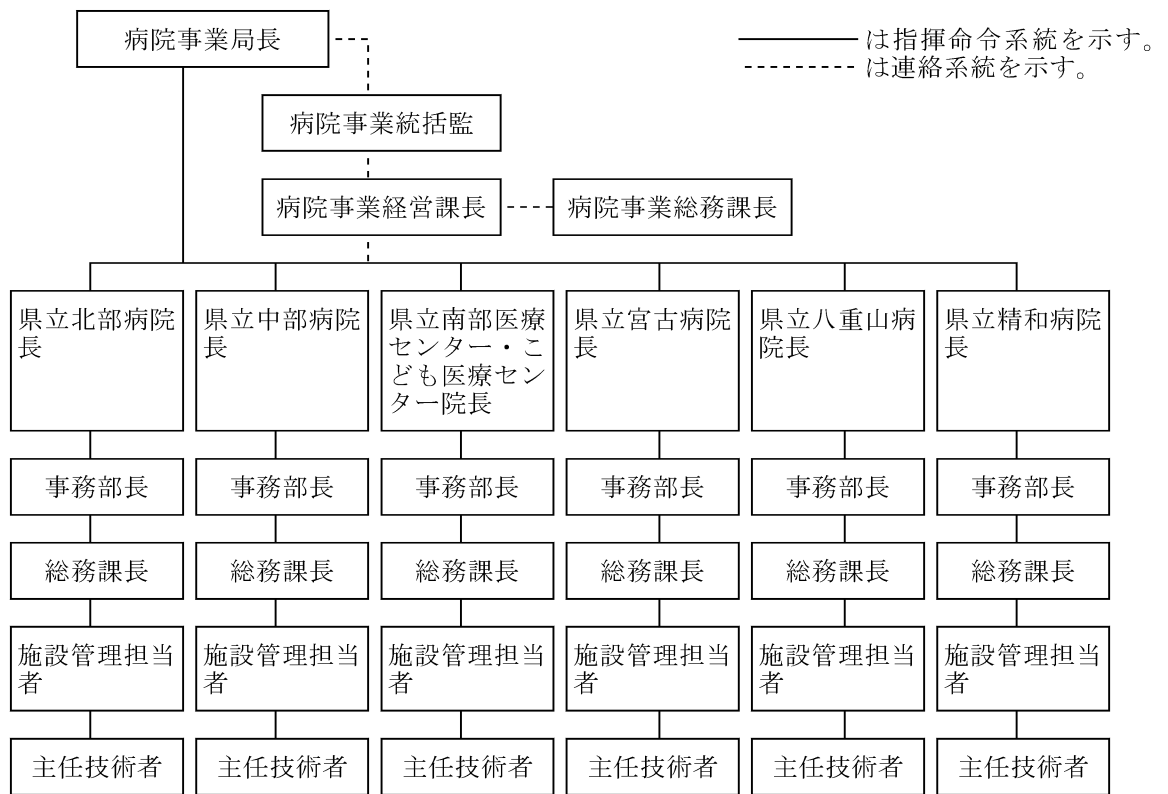 病院事業局長
は指揮命令系統を示す。
は連絡系統を示す。
病院事業統括監
病院事業経営課長
病院事業総務課長
県立北部病院
長
県立中部病院
長
県立南部医療
センター・こ
ども医療セン
ター院長
県立宮古病院
長
県立八重山病
院長
県立精和病院
長
事務部長
事務部長
事務部長
事務部長
事務部長
事務部長
総務課長
総務課長
総務課長
総務課長
総務課長
総務課長
施設管理担当
者
施設管理担当
者
施設管理担当
者
施設管理担当
者
施設管理担当
者
施設管理担当
者
主任技術者
主任技術者
主任技術者
主任技術者
主任技術者
主任技術者